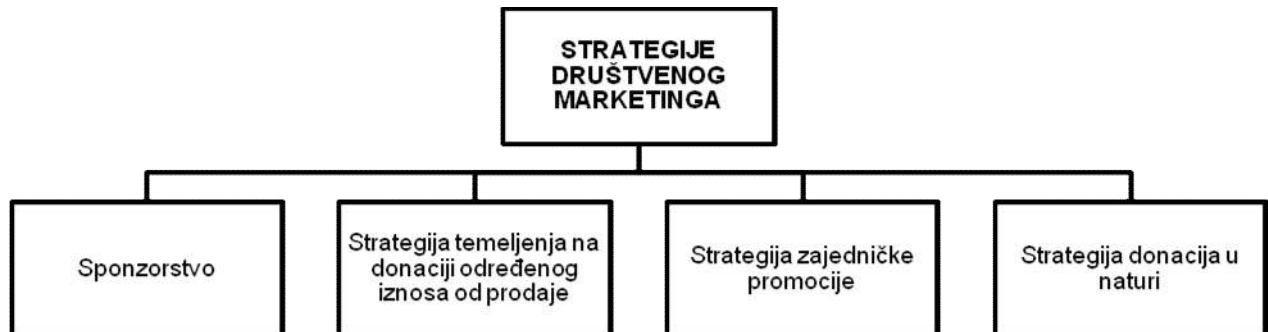 STRATEGIJE
DRUŠTVENOG
MARKETINGA
Sponzorstvo
Strategija temeljenja na
donaciji određenog
iznosa od prodaje
Strategija zajedničke
promocije
Strategija donacija u
naturi